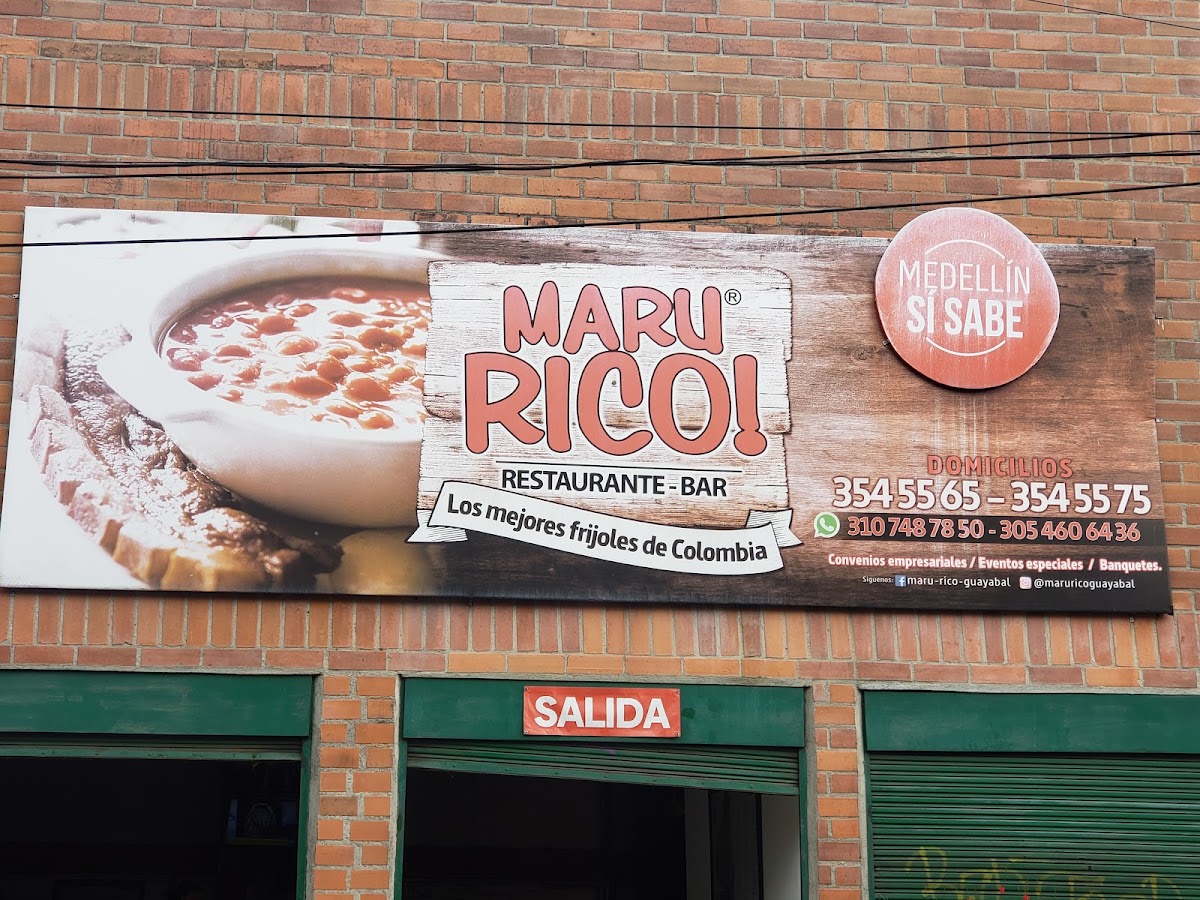 MEDELLÍN
SÍ SABE
MARU®
RICO!
RESTAURANTE - BAR
Los mejores frijoles de Colombia
DOMICILIOS
354 55 65 – 354 55 75
310 748 78 50 - 305 460 64 36
Convenios empresariales / Eventos especiales / Banquetes.
Síguenos: maru-rico-guayabal @maruricoguayabal
SALIDA